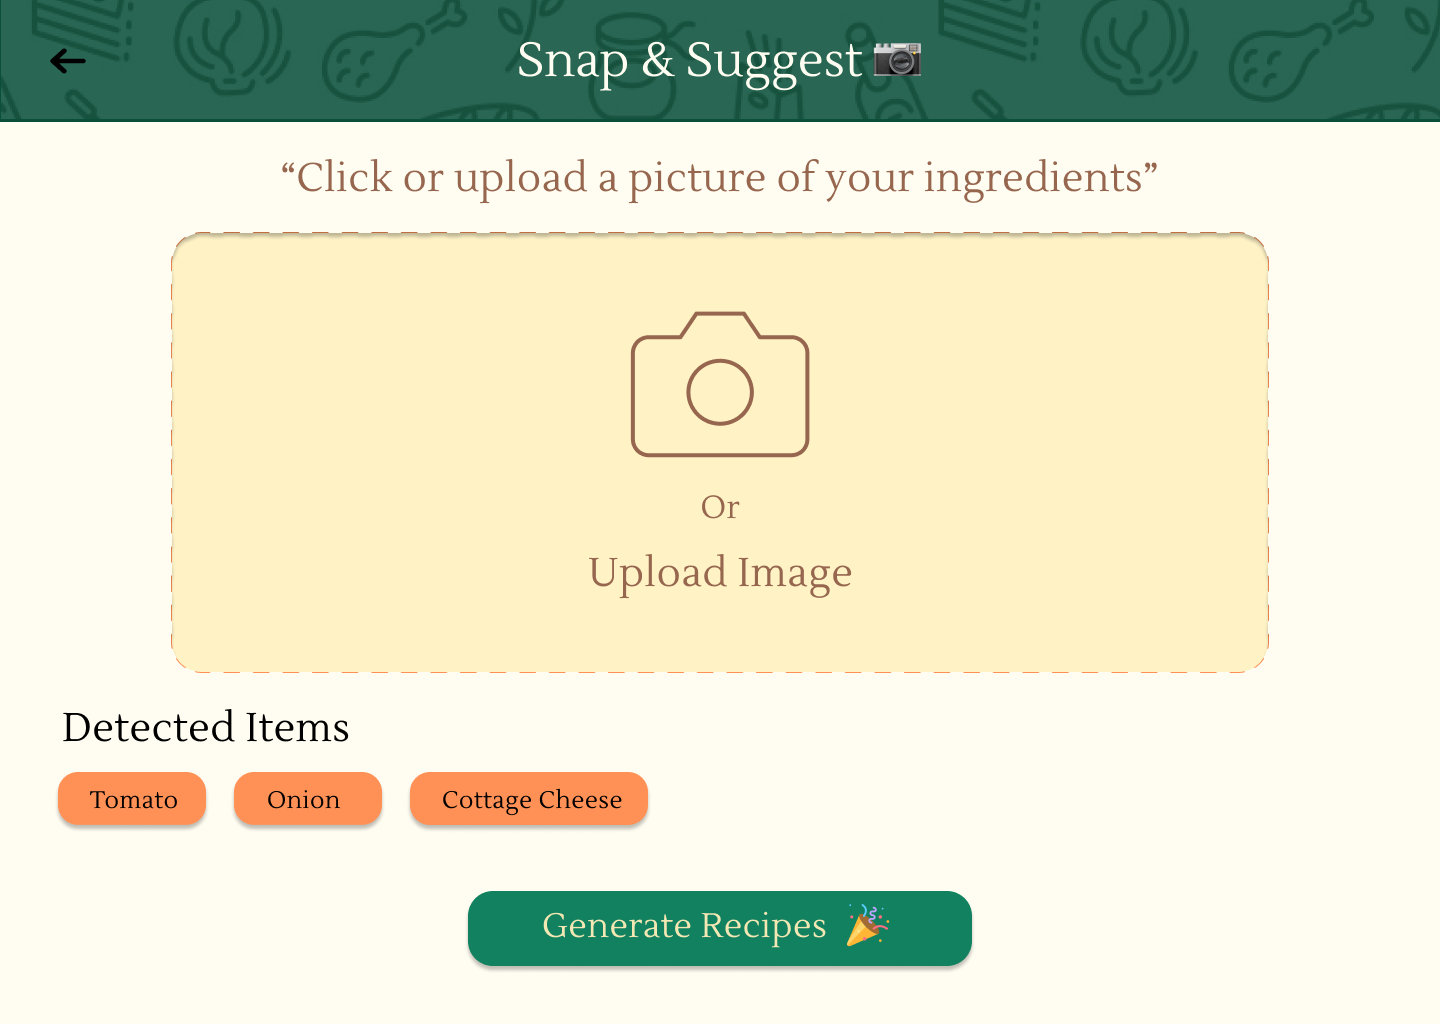 Snap & Suggest 📷
“Click or upload a picture of your ingredients”
Or
Upload Image
Detected Items
Tomato
Onion
Cottage Cheese
Generate Recipes 🎉